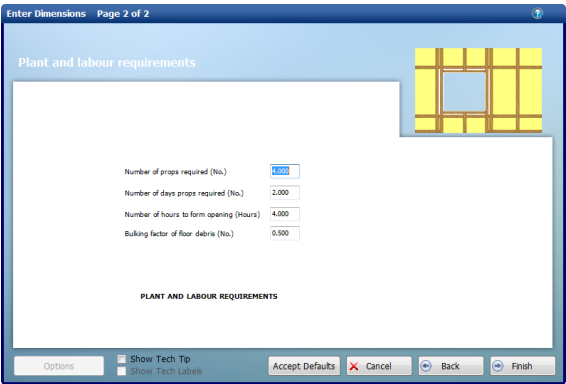 Enter Dimensions Page 2 of 2
?
Plant and labour requirements
Number of props required (No.) 4.000
Number of days props required (No.) 2.000
Number of hours to form opening (Hours) 4.000
Bulking factor of floor debris (No.) 0.500
PLANT AND LABOUR REQUIREMENTS
Options
Show Tech Tip
Show Tech Labels
Accept Defaults Cancel Back Finish